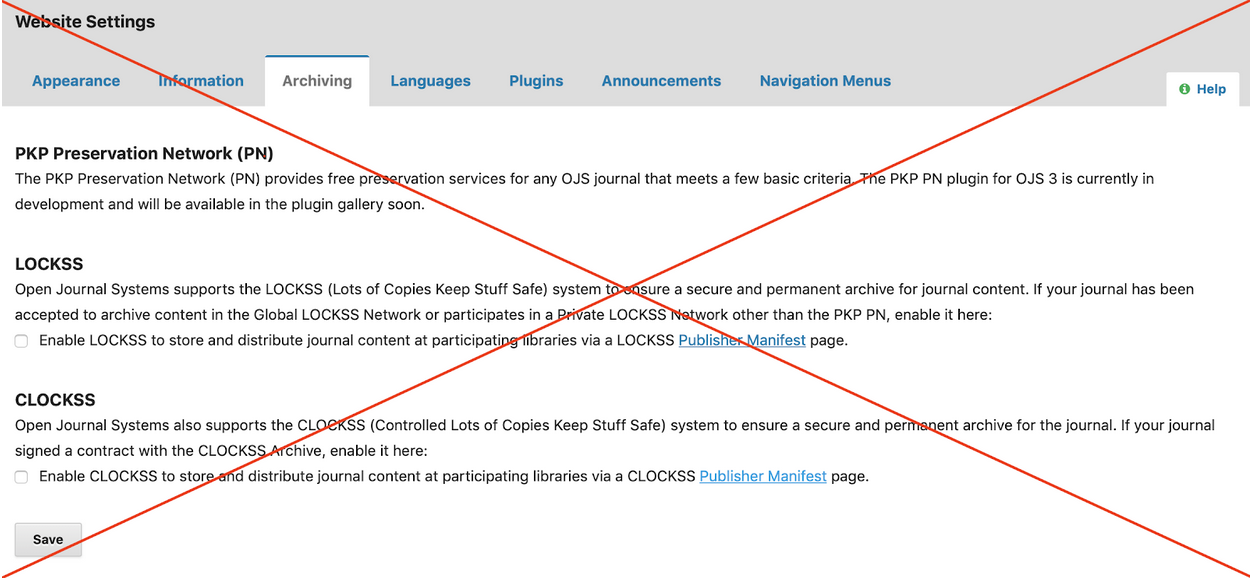 Website Settings
Appearance Information Archiving Languages Plugins Announcements Navigation Menus
Help
PKP Preservation Network (PN)
The PKP Preservation Network (PN) provides free preservation services for any OJS journal that meets a few basic criteria. The PKP PN plugin for OJS 3 is currently in
development and will be available in the plugin gallery soon.
LOCKSS
Open Journal Systems supports the LOCKSS (Lots of Copies Keep Stuff Safe) system to ensure a secure and permanent archive for journal content. If your journal has been
accepted to archive content in the Global LOCKSS Network or participates in a Private LOCKSS Network other than the PKP PN, enable it here:
Enable LOCKSS to store and distribute journal content at participating libraries via a LOCKSS Publisher Manifest page.
CLOCKSS
Open Journal Systems also supports the CLOCKSS (Controlled Lots of Copies Keep Stuff Safe) system to ensure a secure and permanent archive for the journal. If your journal
signed a contract with the CLOCKSS Archive, enable it here:
Enable CLOCKSS to store and distribute journal content at participating libraries via a CLOCKSS Publisher Manifest page.
Save